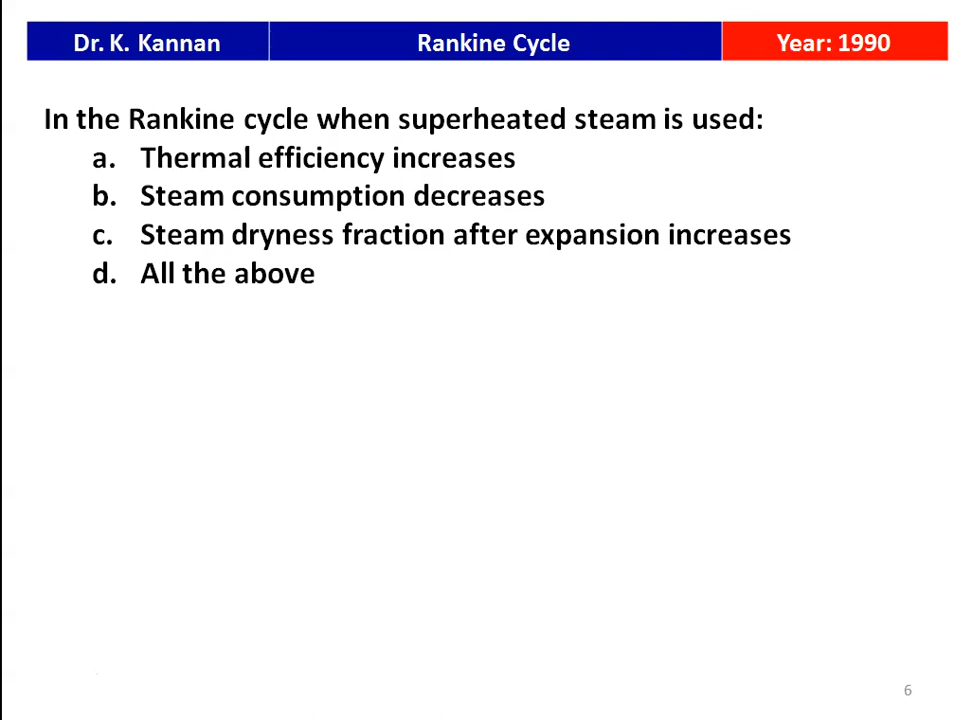 Dr. K. Kannan Rankine Cycle Year: 1990
In the Rankine cycle when superheated steam is used:
a. Thermal efficiency increases
b. Steam consumption decreases
c. Steam dryness fraction after expansion increases
d. All the above
6